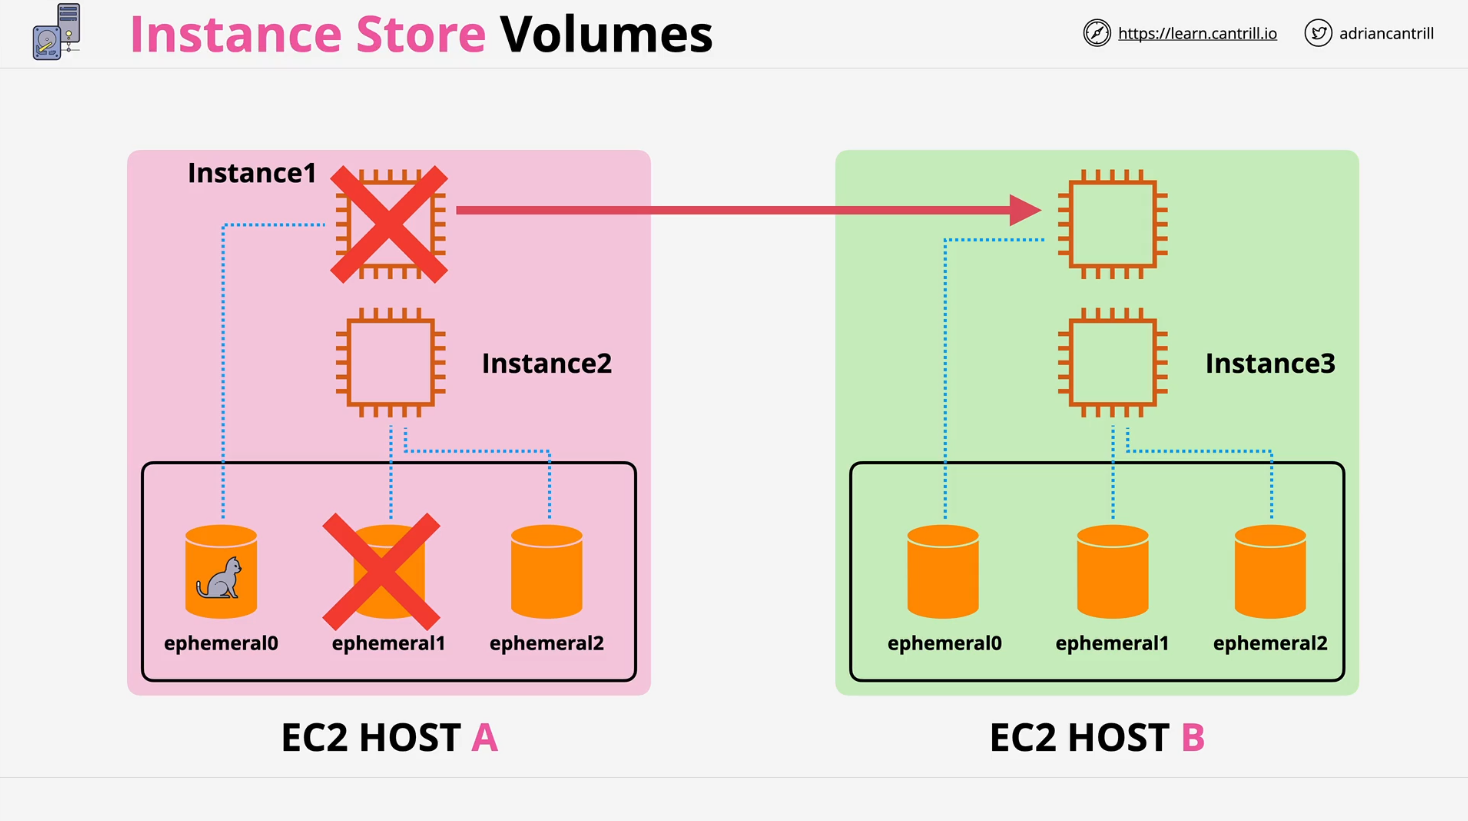 Instance Store Volumes
https://learn.cantrill.io
adriancantrill
Instance1
Instance2
Instance3
ephemeral0
ephemeral1
ephemeral2
ephemeral0
ephemeral1
ephemeral2
EC2 HOST A
EC2 HOST B